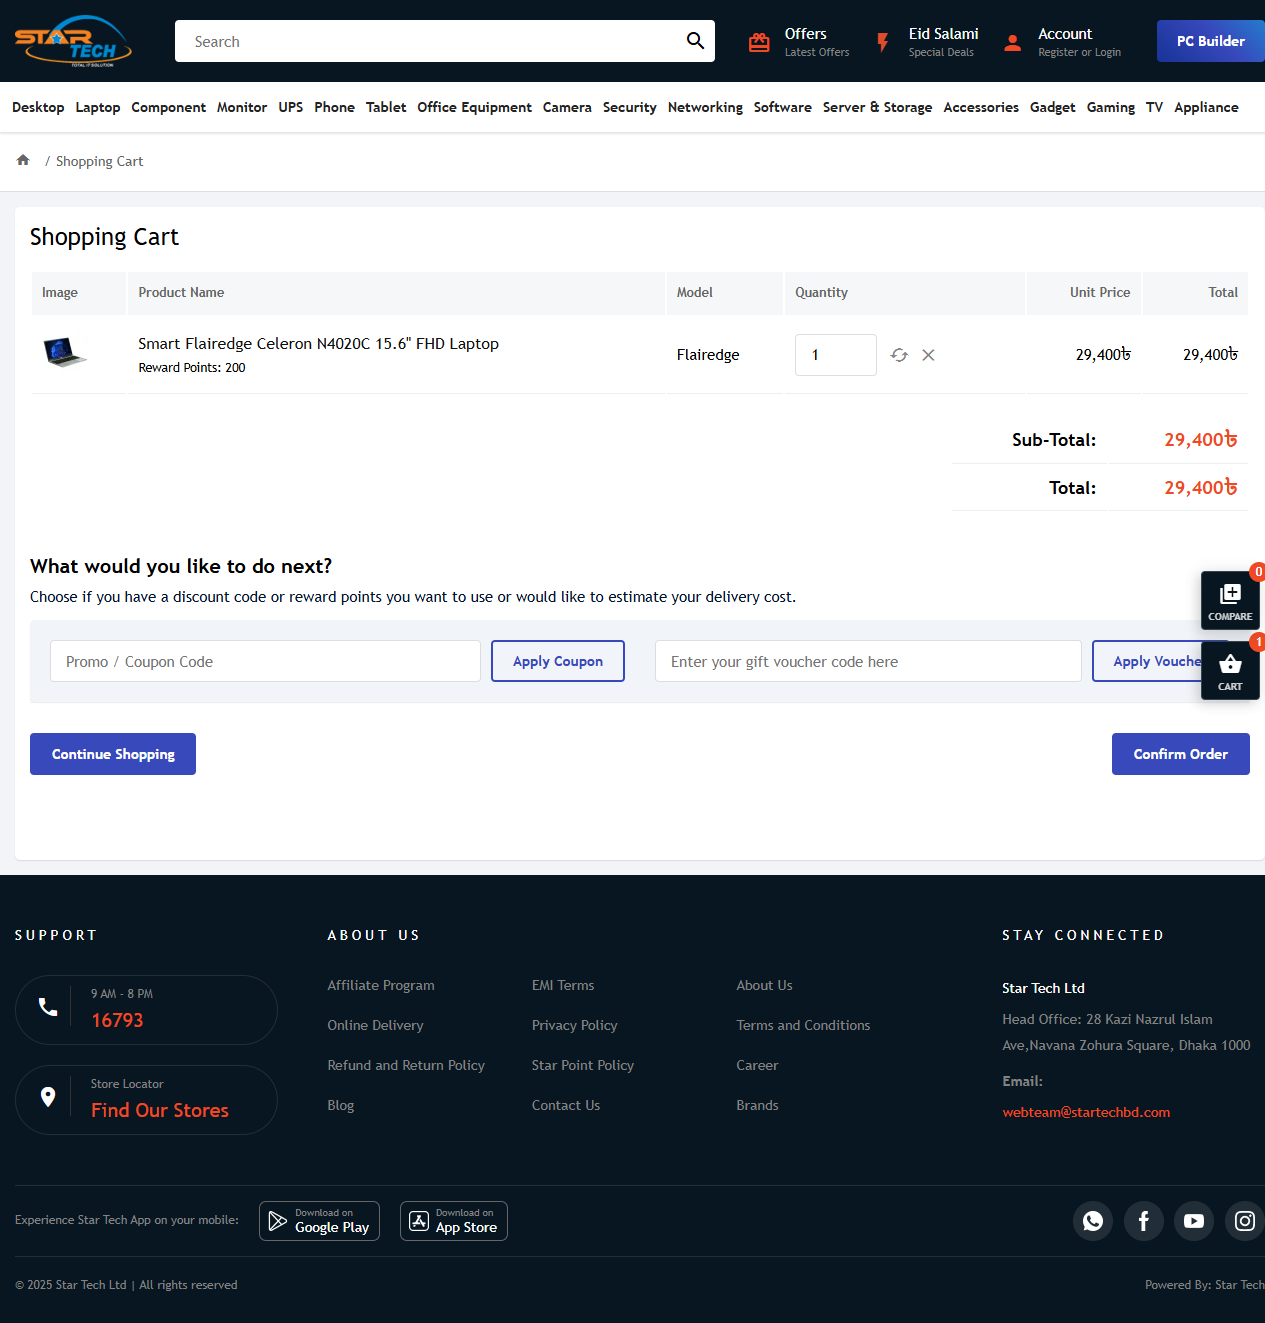 STAR TECH
TOTAL IT SOLUTION
Search
Offers
Latest Offers
Eid Salami
Special Deals
Account
Register or Login
PC Builder
Desktop Laptop Component Monitor UPS Phone Tablet Office Equipment Camera Security Networking Software Server & Storage Accessories Gadget Gaming TV Appliance
/ Shopping Cart
Shopping Cart
Image Product Name Model Quantity Unit Price Total
Smart Flairedge Celeron N4020C 15.6" FHD Laptop
Reward Points: 200
Flairedge 1 29,400৳ 29,400৳
Sub-Total: 29,400৳
Total: 29,400৳
What would you like to do next?
Choose if you have a discount code or reward points you want to use or would like to estimate your delivery cost.
0
COMPARE
Promo / Coupon Code Apply Coupon Enter your gift voucher code here Apply Vouche
1
CART
Continue Shopping Confirm Order
SUPPORT
9 AM - 8 PM
16793
Store Locator
Find Our Stores
ABOUT US
Affiliate Program EMI Terms About Us
Online Delivery Privacy Policy Terms and Conditions
Refund and Return Policy Star Point Policy Career
Blog Contact Us Brands
STAY CONNECTED
Star Tech Ltd
Head Office: 28 Kazi Nazrul Islam
Ave,Navana Zohura Square, Dhaka 1000
Email:
webteam@startechbd.com
Experience Star Tech App on your mobile:
Download on
Google Play
Download on
App Store
© 2025 Star Tech Ltd | All rights reserved
Powered By: Star Tech